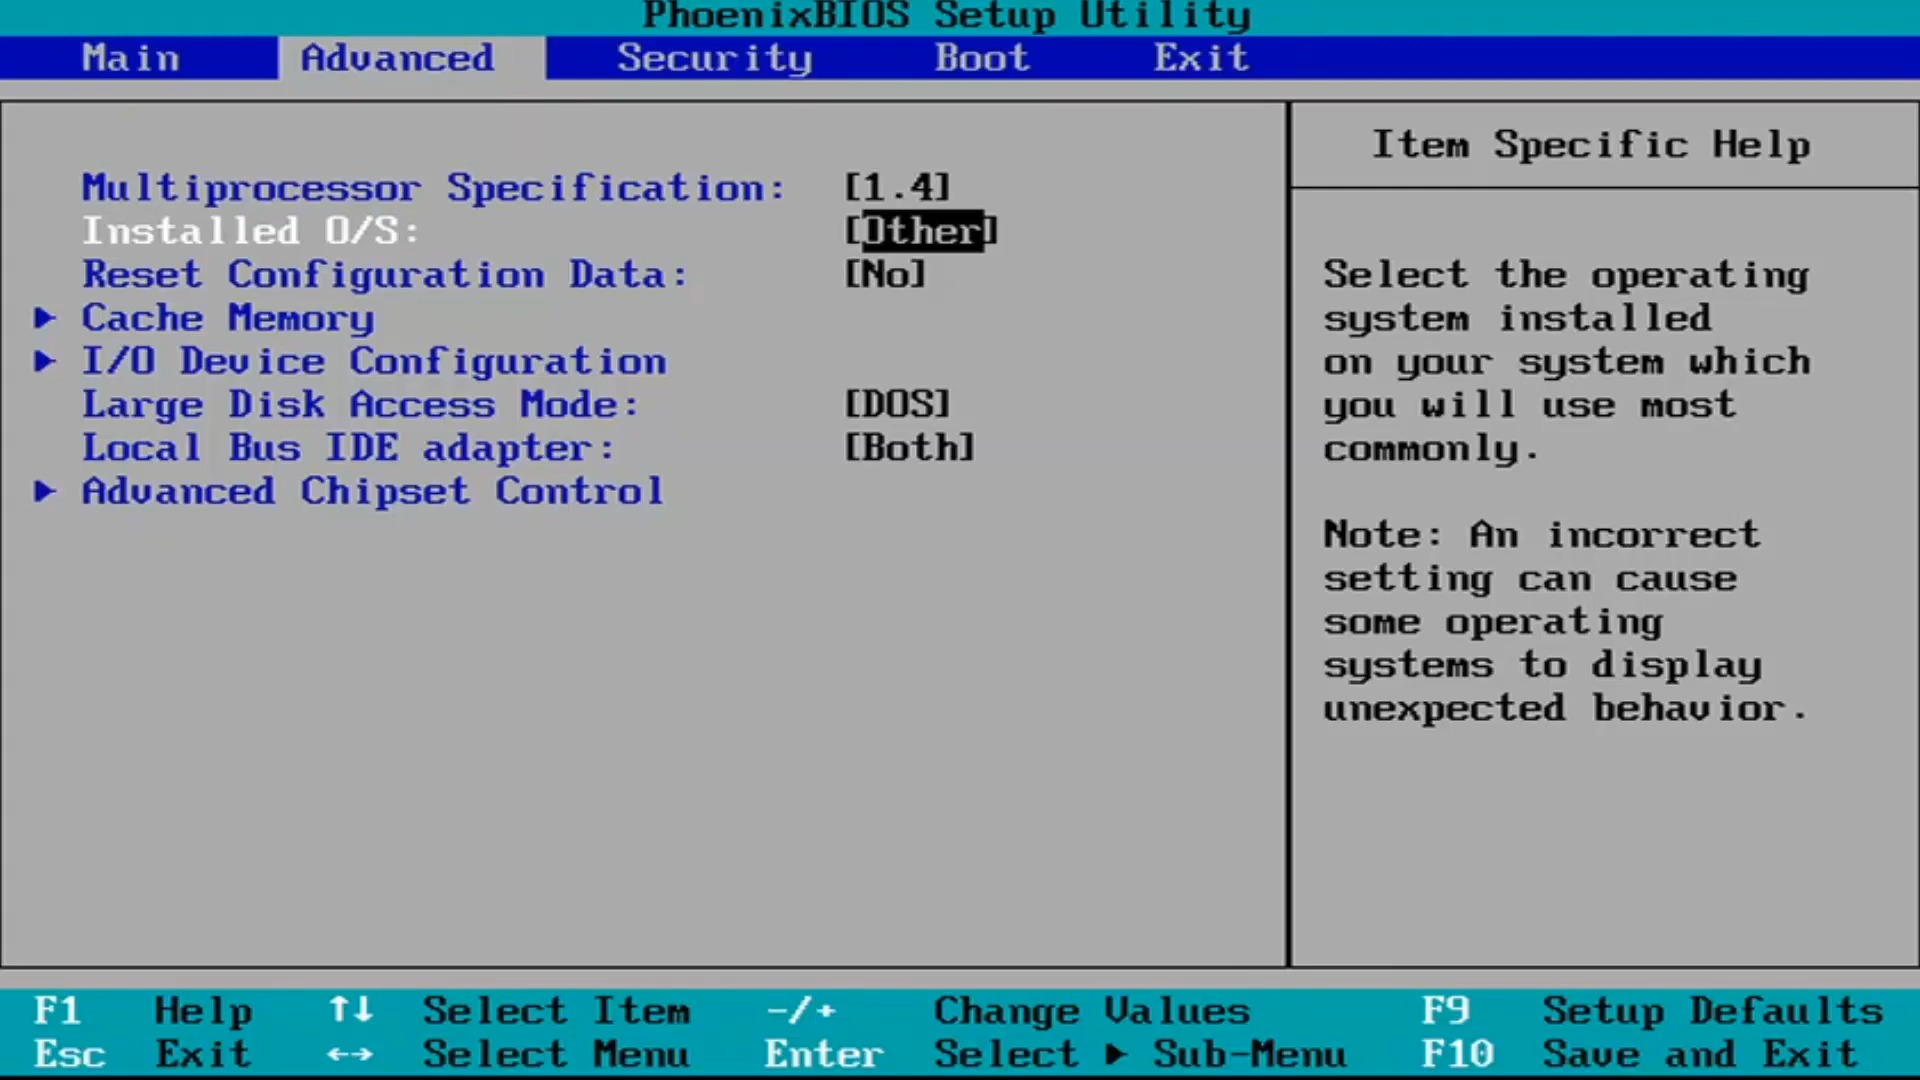 PhoenixBIOS Setup Utility
Main Advanced Security Boot Exit
Multiprocessor Specification: [1.4]
Installed O/S: [Other]
Reset Configuration Data: [No]
▶ Cache Memory
▶ I/O Device Configuration
Large Disk Access Mode: [DOS]
Local Bus IDE adapter: [Both]
▶ Advanced Chipset Control
Item Specific Help
Select the operating
system installed
on your system which
you will use most
commonly.
Note: An incorrect
setting can cause
some operating
systems to display
unexpected behavior.
F1 Help ↑↓ Select Item -/+ Change Values F9 Setup Defaults
Esc Exit ↔ Select Menu Enter Select ▶ Sub-Menu F10 Save and Exit